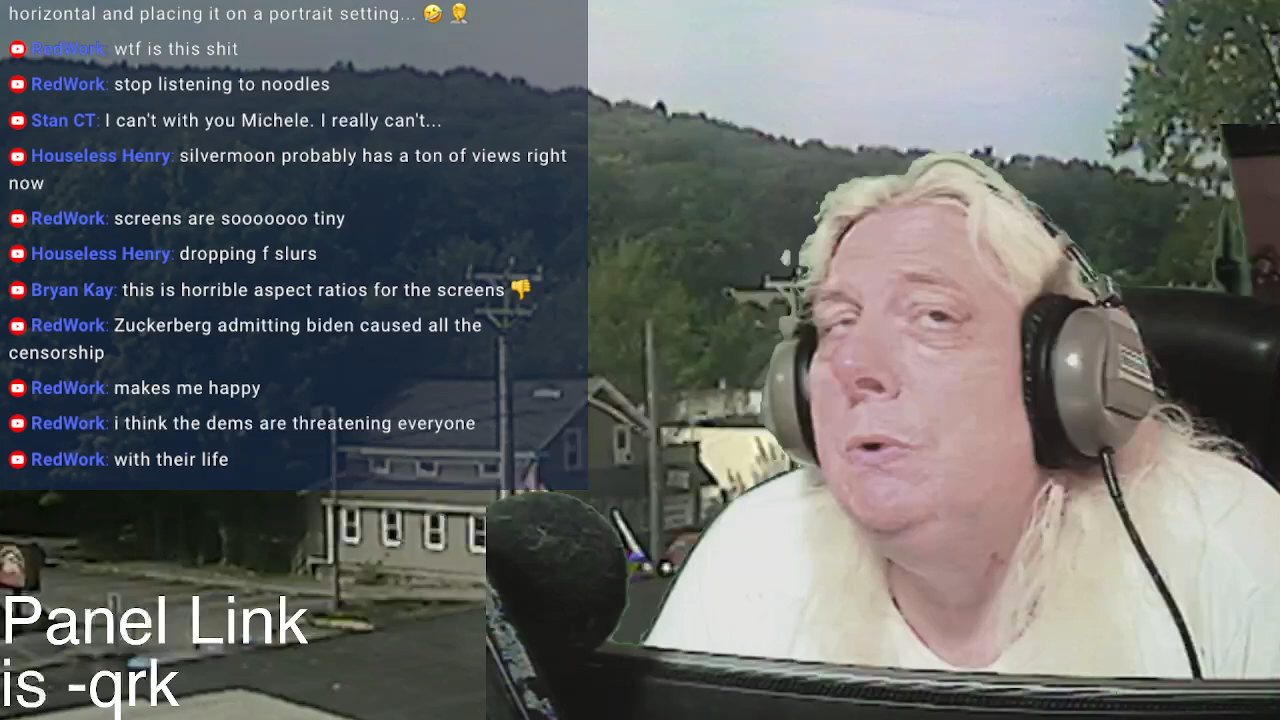 horizontal and placing it on a portrait setting... 🤣 🤦
RedWork: wtf is this shit
RedWork: stop listening to noodles
Stan CT: I can't with you Michele. I really can't...
Houseless Henry: silvermoon probably has a ton of views right
now
RedWork: screens are sooooooo tiny
Houseless Henry: dropping f slurs
Bryan Kay: this is horrible aspect ratios for the screens 👎
RedWork: Zuckerberg admitting biden caused all the
censorship
RedWork: makes me happy
RedWork: i think the dems are threatening everyone
RedWork: with their life
Panel Link
is -qrk